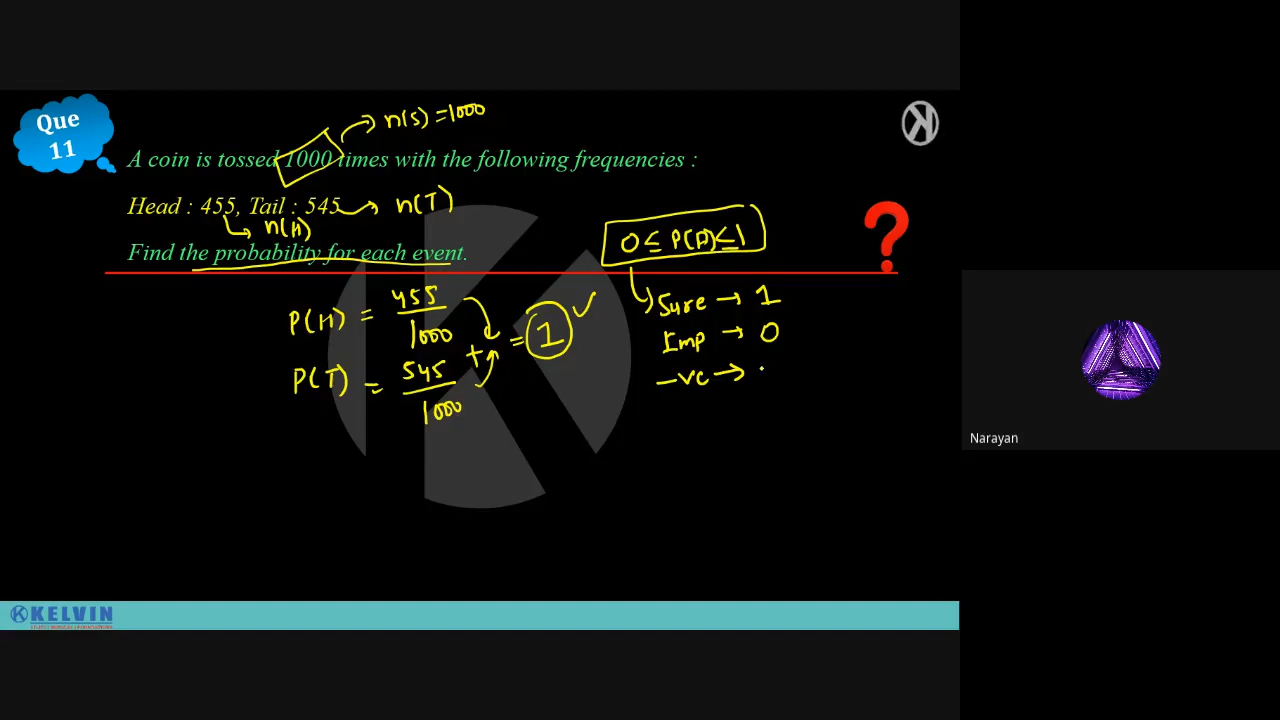 Que
11
n(s) = 1000
A coin is tossed 1000 times with the following frequencies :
Head : 455, Tail : 545
n(T)
n(H)
Find the probability for each event.
0 ≤ P(A) ≤ 1
P(H) = 455/1000
P(T) = 545/1000
+ = 1 ✓
Sure → 1
Imp → 0
-ve →
Narayan
KELVIN